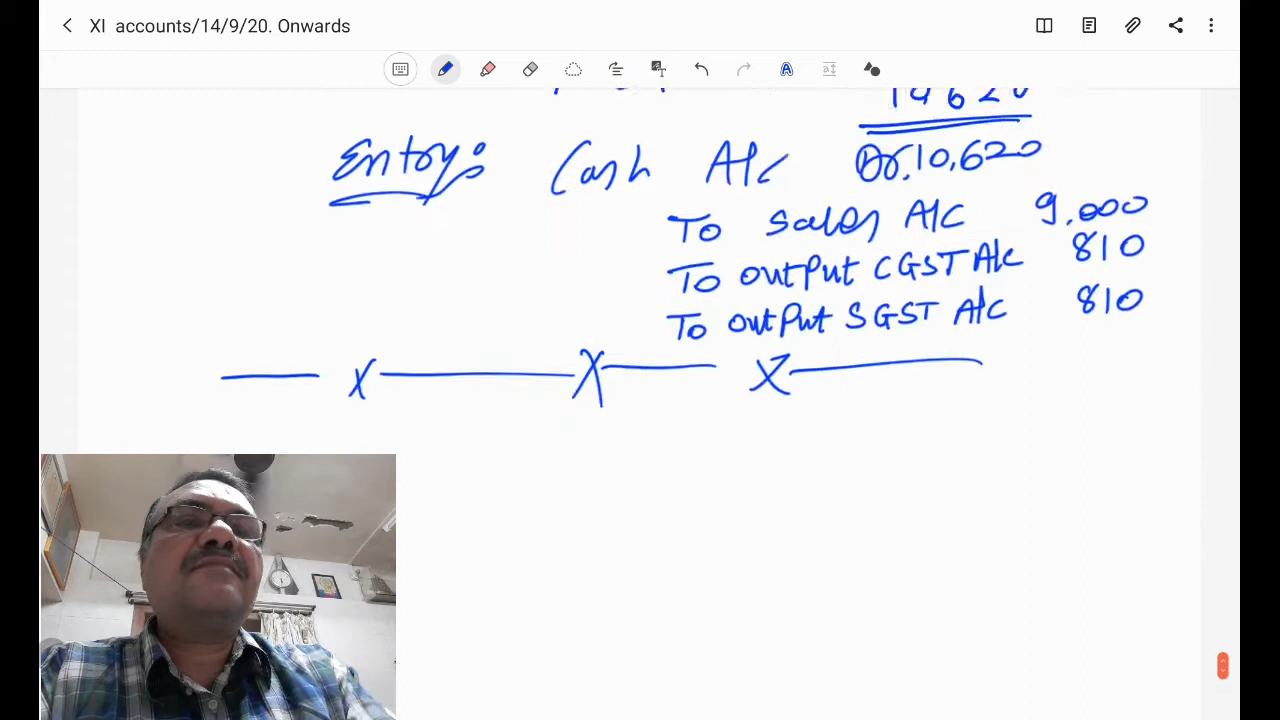 XI accounts/14/9/20. Onwards
Entry: Cash A/c Dr. 10,620
To Sales A/C 9,000
To output CGST A/c 810
To output SGST A/c 810